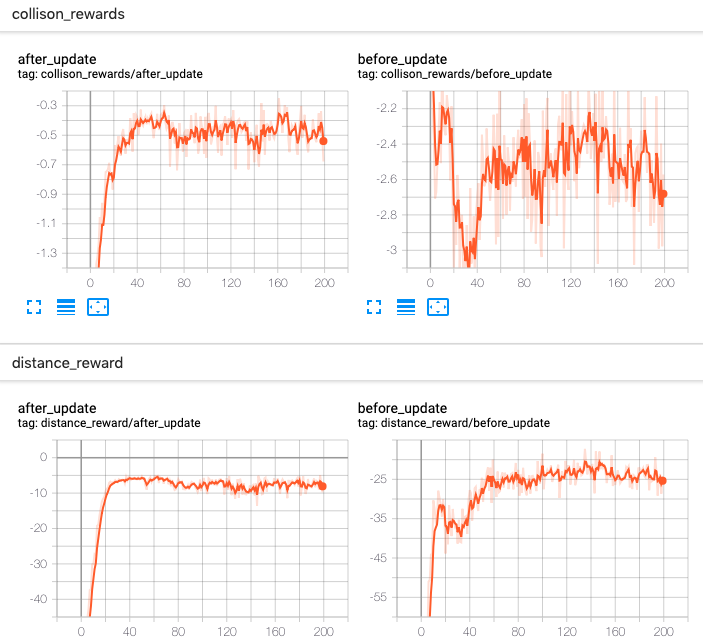 collison_rewards
after_update
tag: collison_rewards/after_update
-0.3
-0.5
-0.7
-0.9
-1.1
-1.3
0 40 80 120 160 200
before_update
tag: collison_rewards/before_update
-2.2
-2.4
-2.6
-2.8
-3
0 40 80 120 160 200
distance_reward
after_update
tag: distance_reward/after_update
0
-10
-20
-30
-40
0 40 80 120 160 200
before_update
tag: distance_reward/before_update
-25
-35
-45
-55
0 40 80 120 160 200